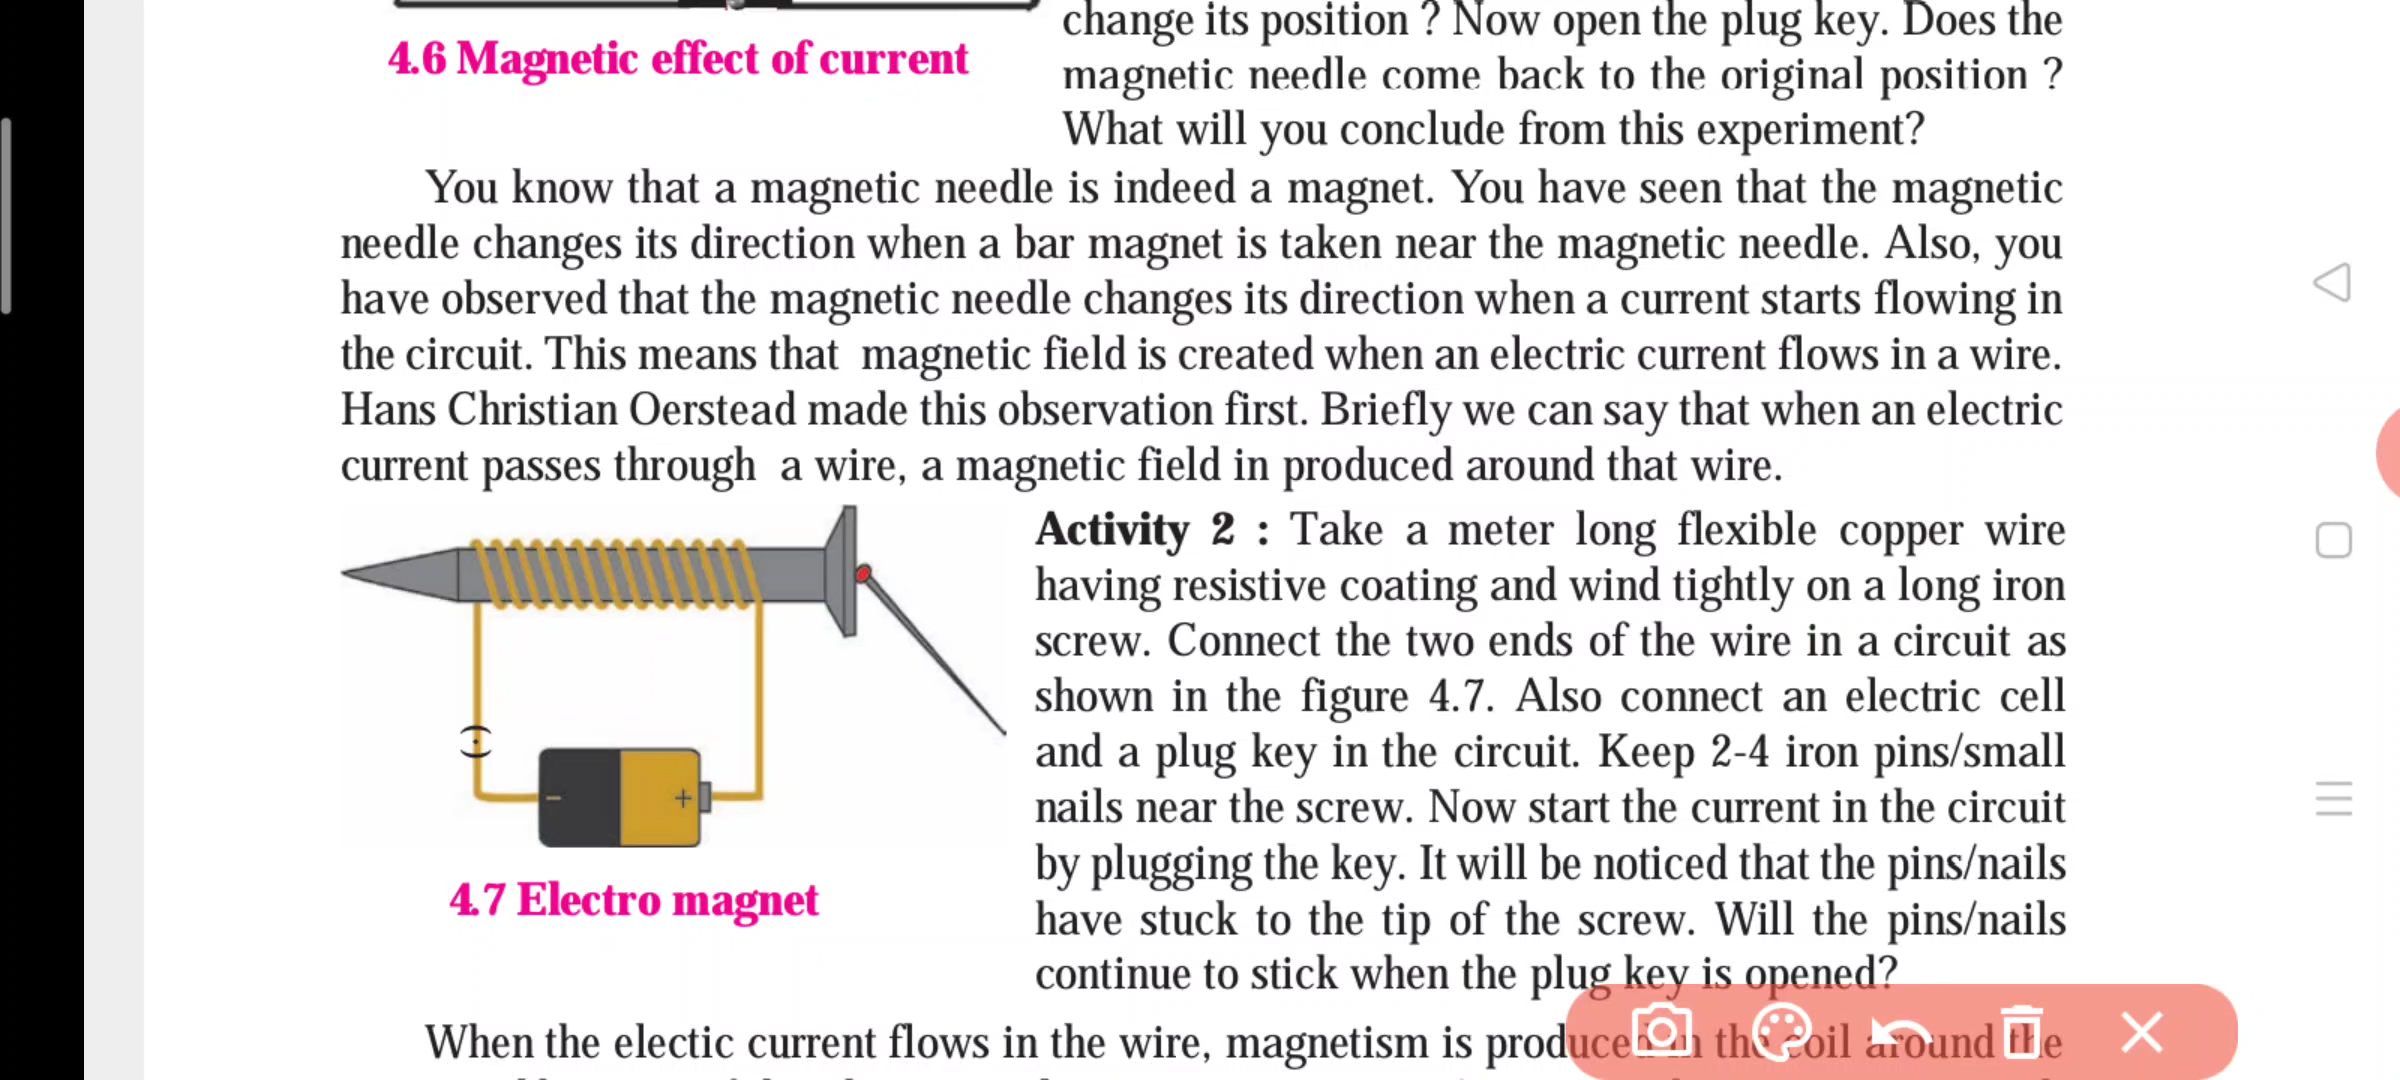 change its position ? Now open the plug key. Does the
4.6 Magnetic effect of current
magnetic needle come back to the original position ?
What will you conclude from this experiment?
You know that a magnetic needle is indeed a magnet. You have seen that the magnetic
needle changes its direction when a bar magnet is taken near the magnetic needle. Also, you
have observed that the magnetic needle changes its direction when a current starts flowing in
the circuit. This means that magnetic field is created when an electric current flows in a wire.
Hans Christian Oerstead made this observation first. Briefly we can say that when an electric
current passes through a wire, a magnetic field in produced around that wire.
Activity 2 : Take a meter long flexible copper wire
having resistive coating and wind tightly on a long iron
screw. Connect the two ends of the wire in a circuit as
shown in the figure 4.7. Also connect an electric cell
and a plug key in the circuit. Keep 2-4 iron pins/small
nails near the screw. Now start the current in the circuit
by plugging the key. It will be noticed that the pins/nails
have stuck to the tip of the screw. Will the pins/nails
continue to stick when the plug key is opened?
− +
4.7 Electro magnet
When the electic current flows in the wire, magnetism is produced in the coil around the